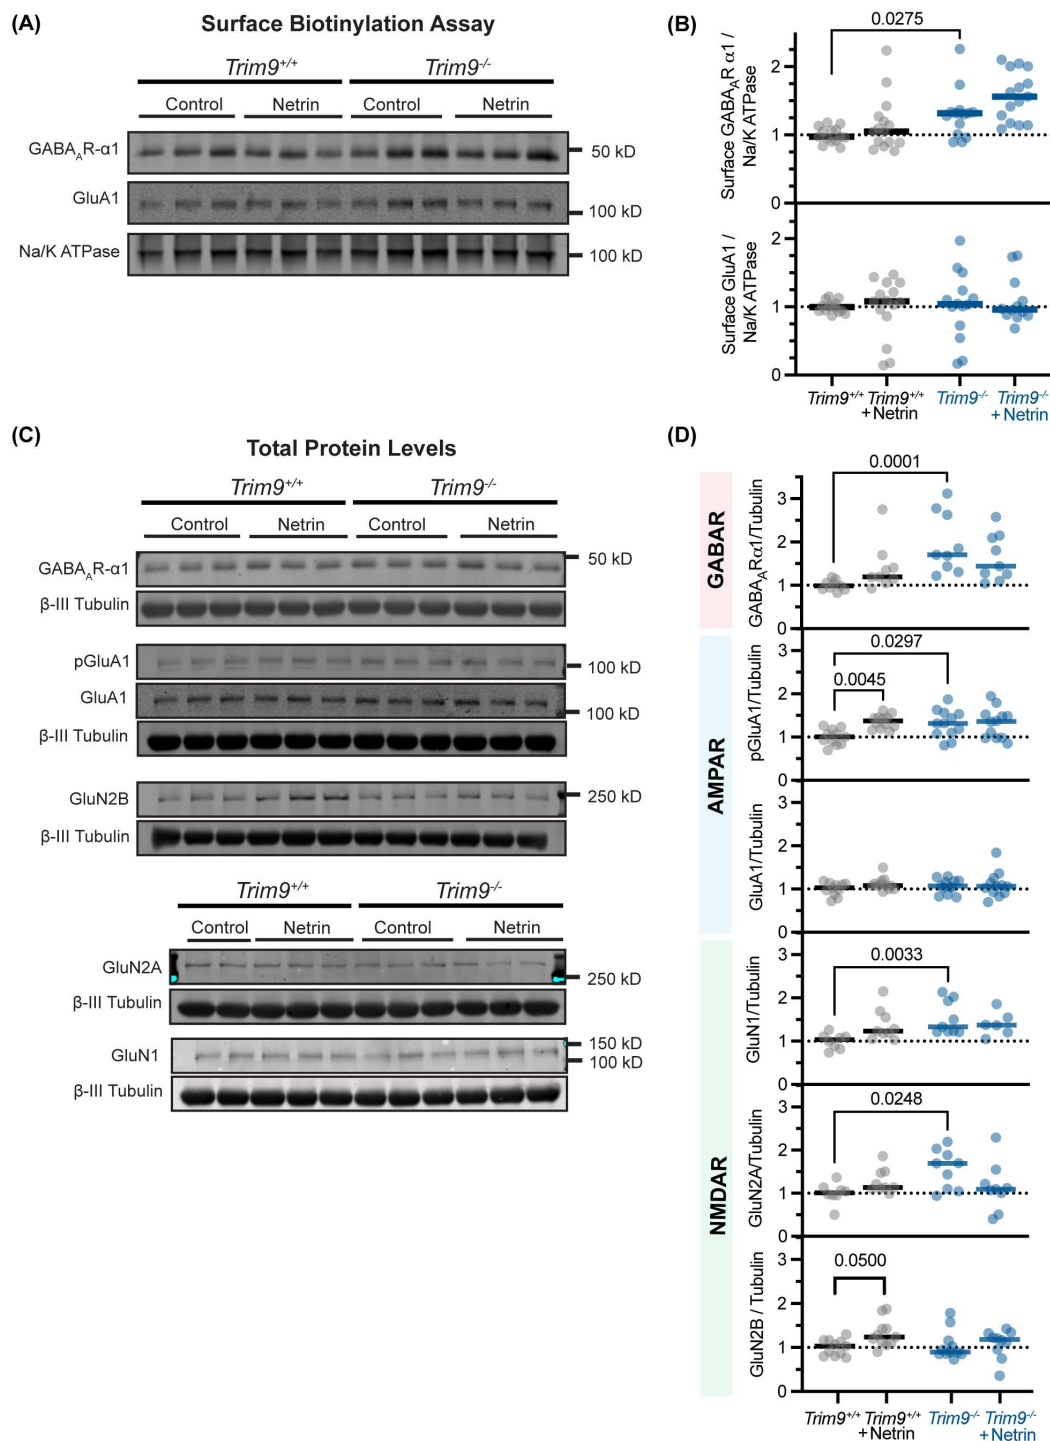 (A)
Surface Biotinylation Assay
Trim9+/+ Trim9-/-
Control Netrin Control Netrin
GABAAR-α1
50 kD
GluA1
100 kD
Na/K ATPase
100 kD
(B)
0.0275
Surface GABAAR α1 /
Na/K ATPase
2
1
0
Surface GluA1 /
Na/K ATPase
2
1
0
Trim9+/+ Trim9+/+ Trim9-/- Trim9-/-
+ Netrin + Netrin
(C)
Total Protein Levels
Trim9+/+ Trim9-/-
Control Netrin Control Netrin
GABAAR-α1
50 kD
β-III Tubulin
pGluA1
100 kD
GluA1
100 kD
β-III Tubulin
GluN2B
250 kD
β-III Tubulin
Trim9+/+ Trim9-/-
Control Netrin Control Netrin
GluN2A
250 kD
β-III Tubulin
GluN1
150 kD
100 kD
β-III Tubulin
(D)
GABAR
0.0001
GABAARα1/Tubulin
3
2
1
0
AMPAR
0.0297
0.0045
pGluA1/Tubulin
3
2
1
0
GluA1/Tubulin
3
2
1
0
NMDAR
0.0033
GluN1/Tubulin
3
2
1
0
0.0248
GluN2A/Tubulin
3
2
1
0
0.0500
GluN2B / Tubulin
3
2
1
0
Trim9+/+ Trim9+/+ Trim9-/- Trim9-/-
+ Netrin + Netrin